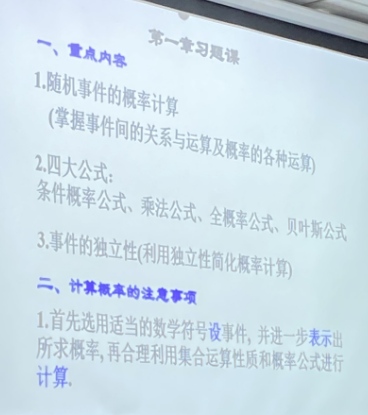 第一章习题课
一、重点内容
1.随机事件的概率计算
(掌握事件间的关系与运算及概率的各种运算)
2.四大公式:
条件概率公式、乘法公式、全概率公式、贝叶斯公式
3.事件的独立性(利用独立性简化概率计算)
二、计算概率的注意事项
1.首先选用适当的数学符号设事件, 并进一步表示出
所求概率, 再合理利用集合运算性质和概率公式进行
计算.